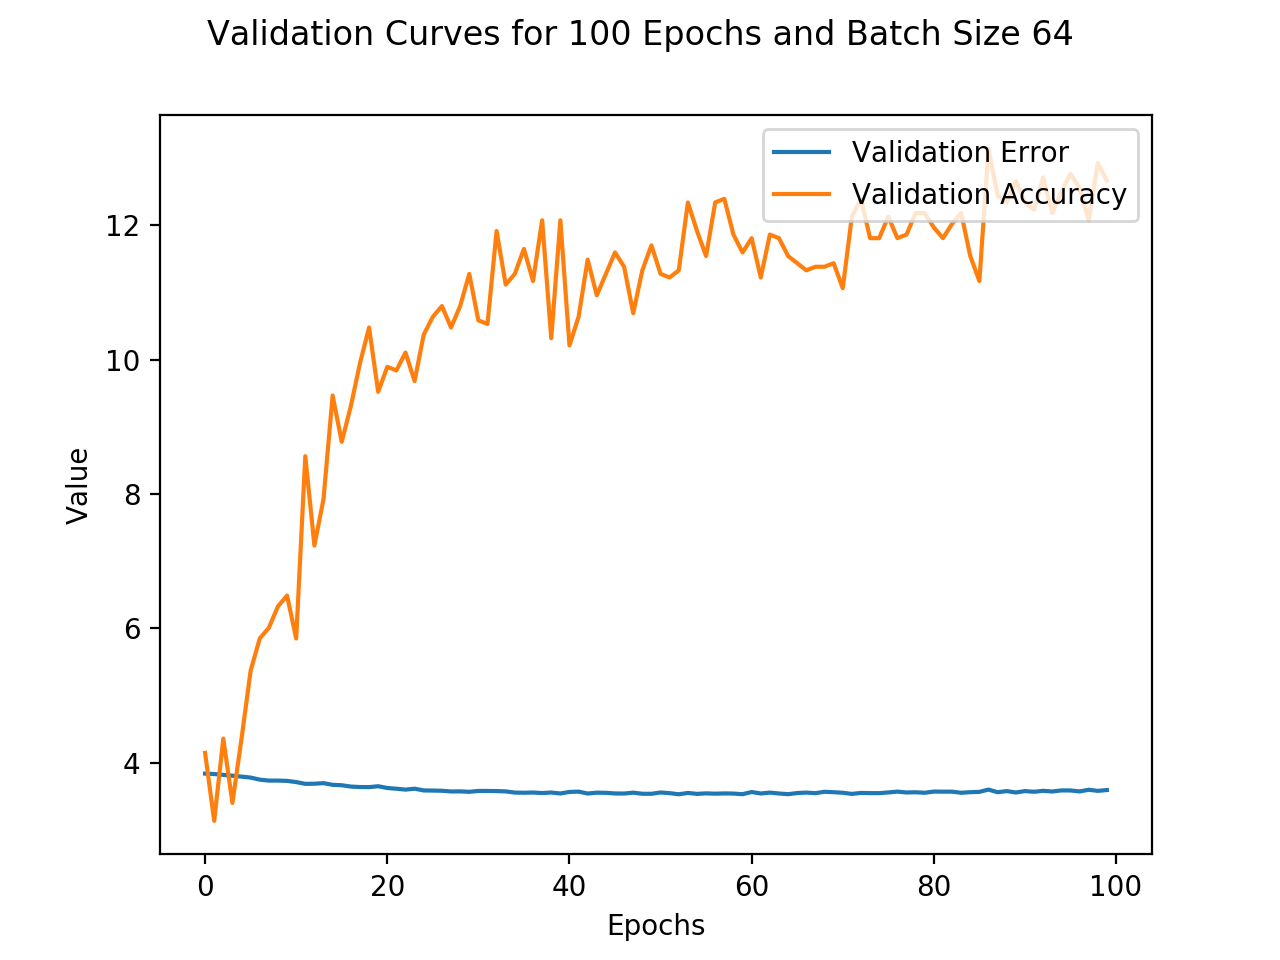 Validation Curves for 100 Epochs and Batch Size 64
Validation Error
Validation Accuracy
12
10
8
6
4
Value
0 20 40 60 80 100
Epochs